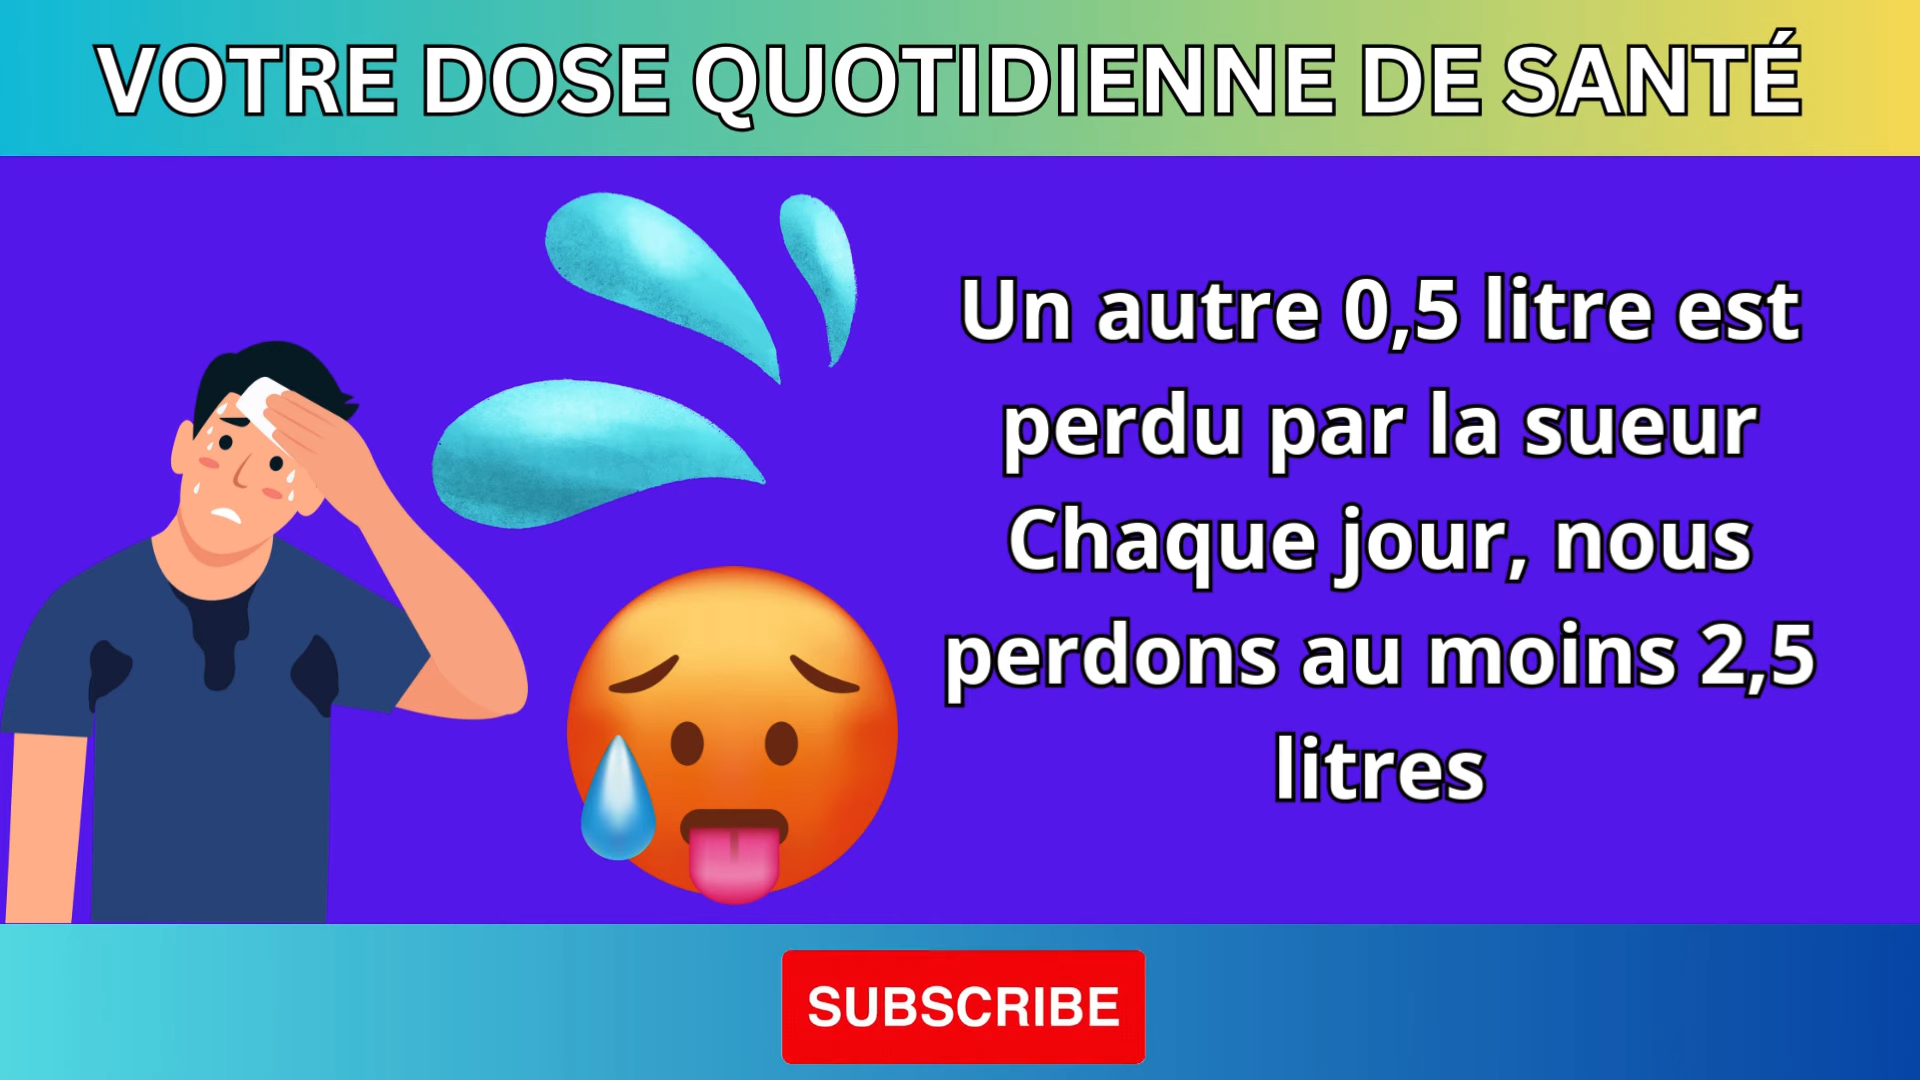 VOTRE DOSE QUOTIDIENNE DE SANTÉ
Un autre 0,5 litre est
perdu par la sueur
Chaque jour, nous
perdons au moins 2,5
litres
SUBSCRIBE